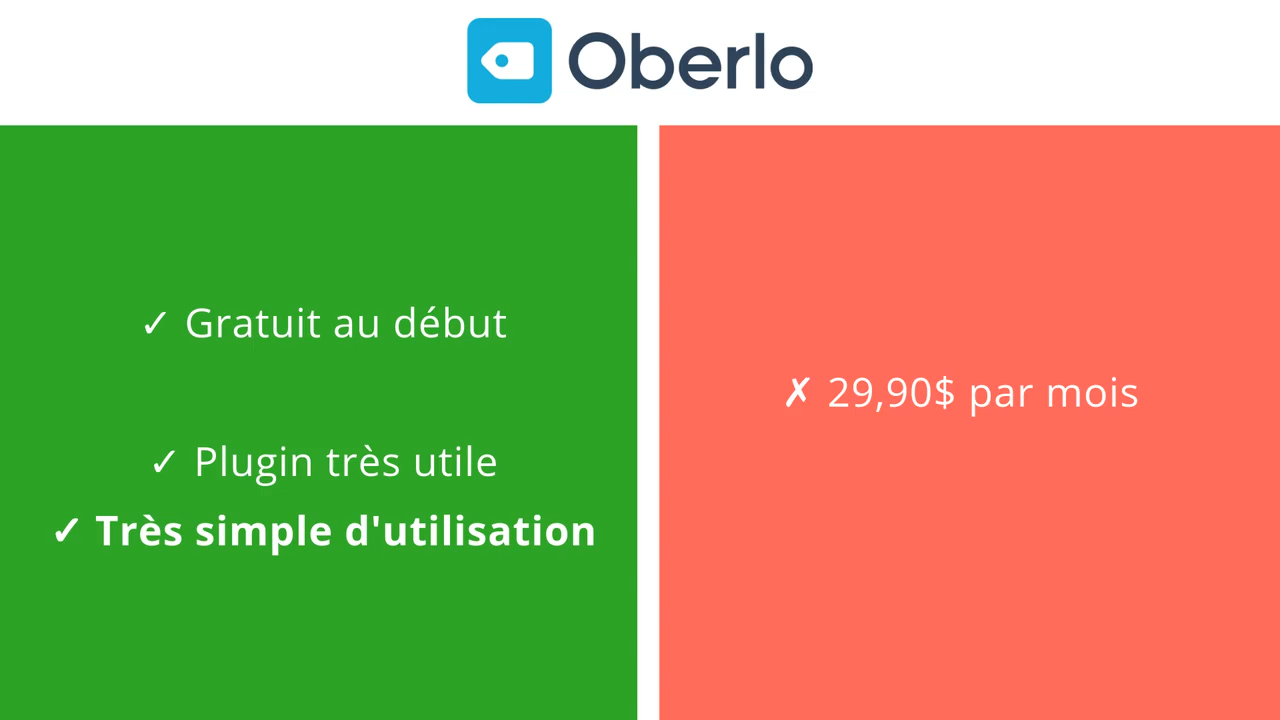 Oberlo
✓ Gratuit au début
✓ Plugin très utile
✓ Très simple d'utilisation
✗ 29,90$ par mois